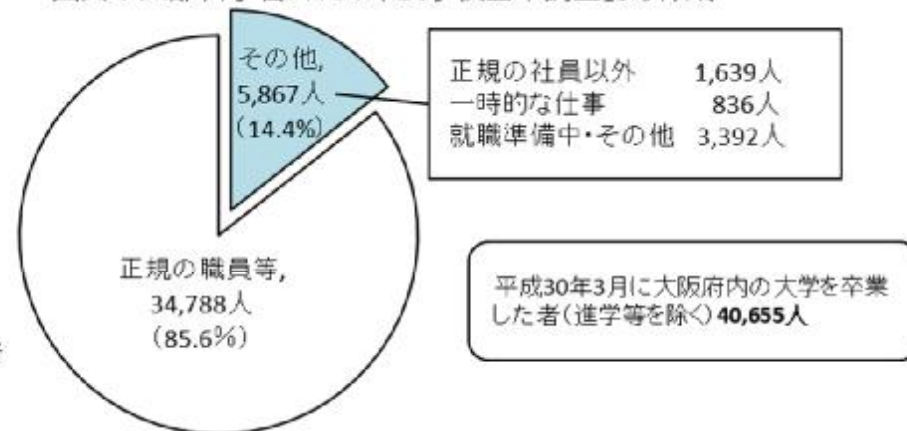 その他,
5,867人
(14.4%)
正規の社員以外 1,639人
一時的な仕事 836人
就職準備中・その他 3,392人
正規の職員等,
34,788人
(85.6%)
平成30年3月に大阪府内の大学を卒業
した者(進学等を除く)40,655人